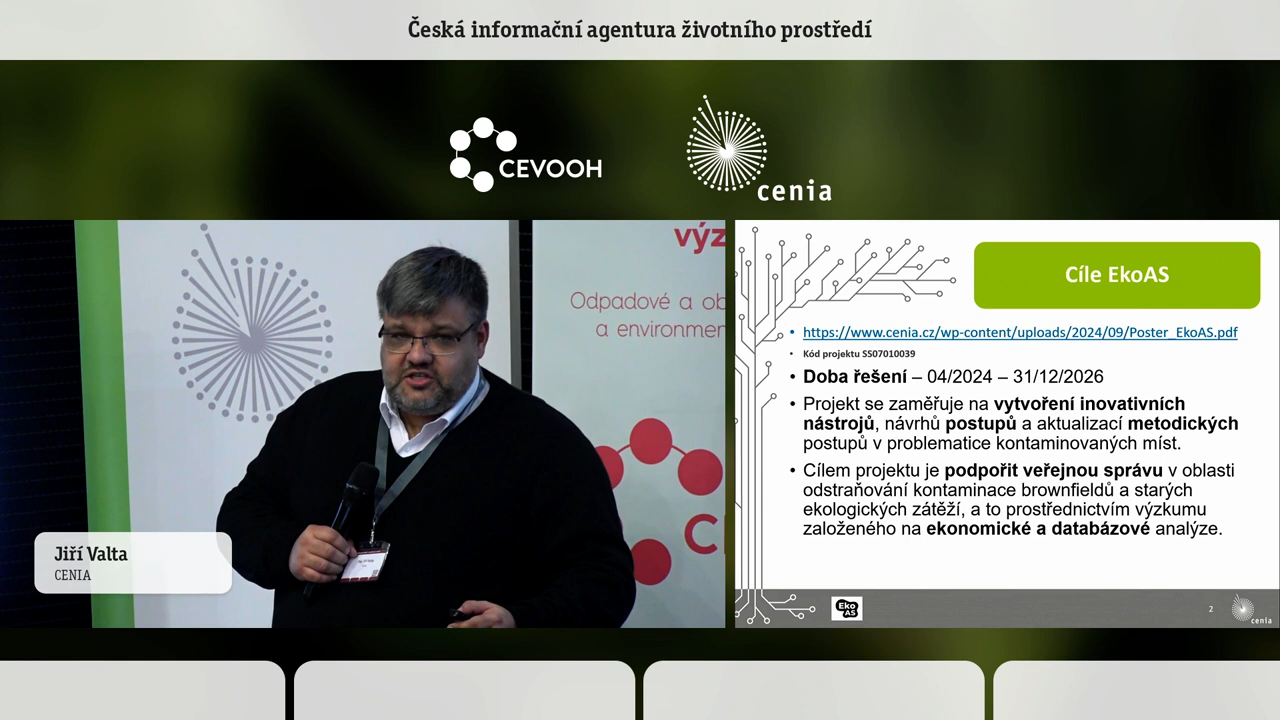 Česká informační agentura životního prostředí
CEVOOH
cenia
výz
Odpadové a ob
a environmen
C
Jiří Valta
CENIA
Cíle EkoAS
• https://www.cenia.cz/wp-content/uploads/2024/09/Poster_EkoAS.pdf
• Kód projektu SS07010039
• Doba řešení – 04/2024 – 31/12/2026
• Projekt se zaměřuje na vytvoření inovativních
nástrojů, návrhů postupů a aktualizací metodických
postupů v problematice kontaminovaných míst.
• Cílem projektu je podpořit veřejnou správu v oblasti
odstraňování kontaminace brownfieldů a starých
ekologických zátěží, a to prostřednictvím výzkumu
založeného na ekonomické a databázové analýze.
Eko
AS
2
cenia